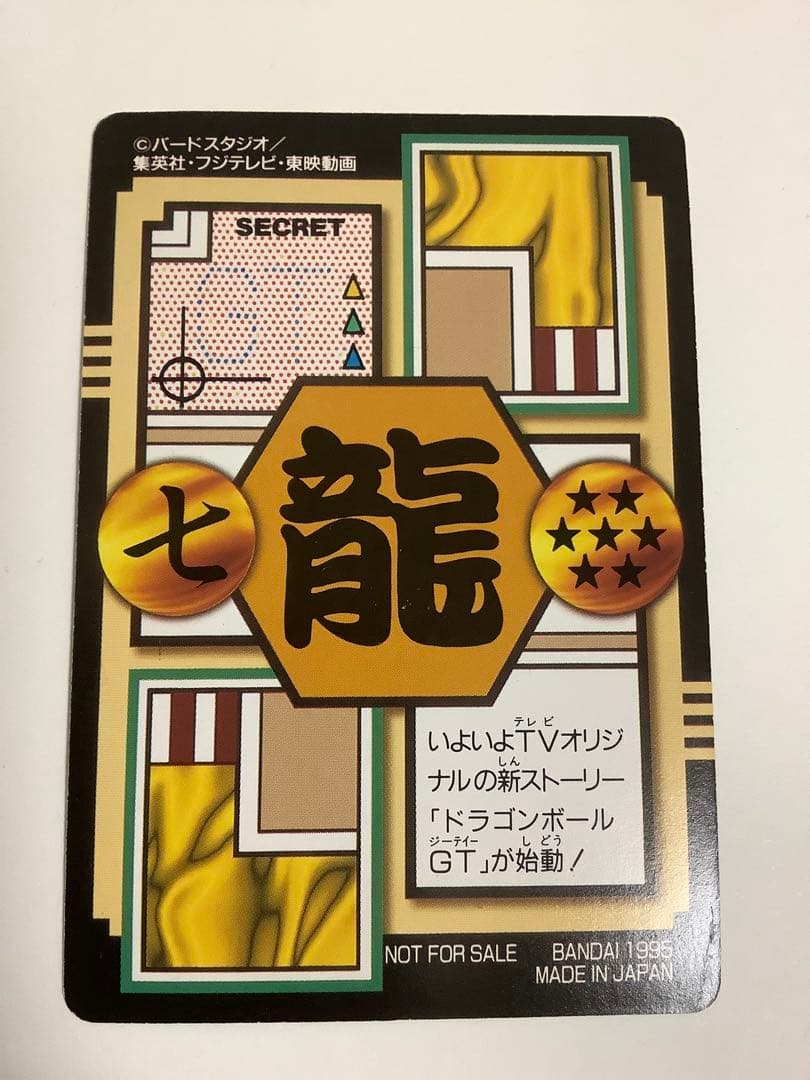 ©バードスタジオ／
集英社・フジテレビ・東映動画
SECRET
GT
七
龍
テレビ
いよいよTVオリジ
しん
ナルの新ストーリー
「ドラゴンボール
ジーティー しどう
GT」が始動！
NOT FOR SALE BANDAI 1995
MADE IN JAPAN